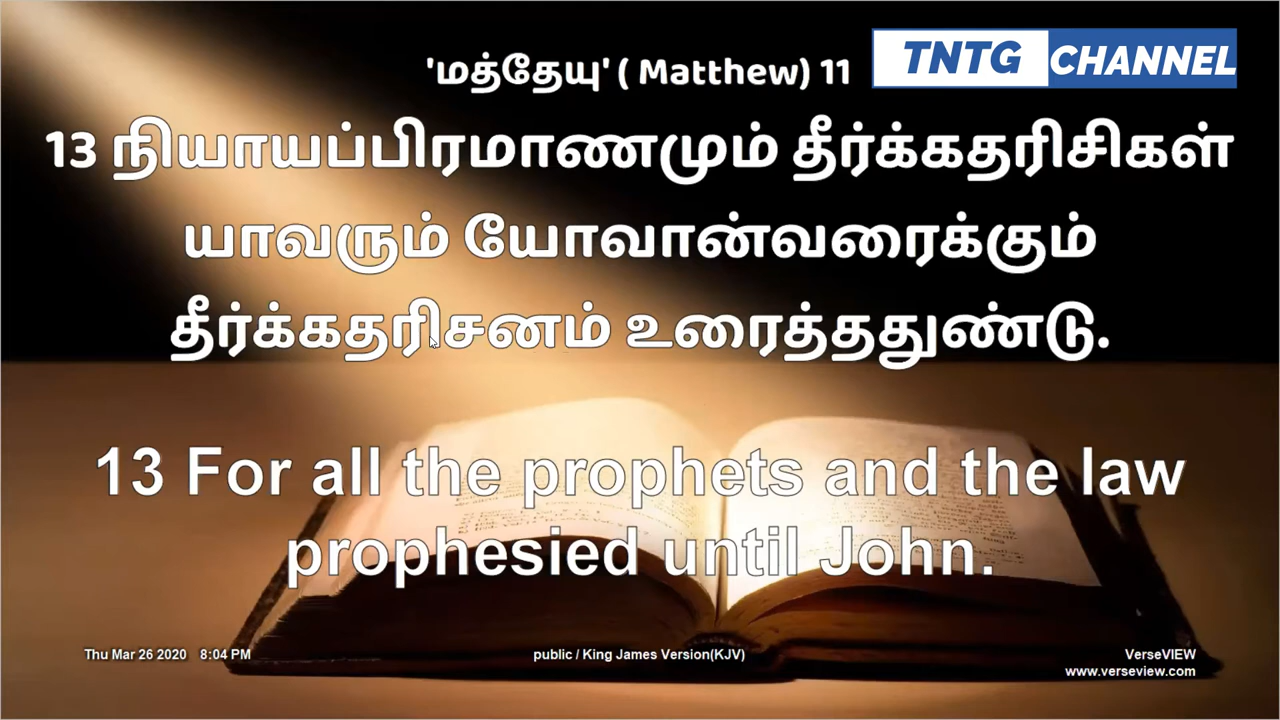 TNTG CHANNEL
'மத்தேயு' ( Matthew) 11
13 நியாயப்பிரமாணமும் தீர்க்கதரிசிகள்
யாவரும் யோவான்வரைக்கும்
தீர்க்கதரிசனம் உரைத்ததுண்டு.
13 For all the prophets and the law
prophesied until John.
Thu Mar 26 2020 8:04 PM
public / King James Version(KJV)
VerseVIEW
www.verseview.com